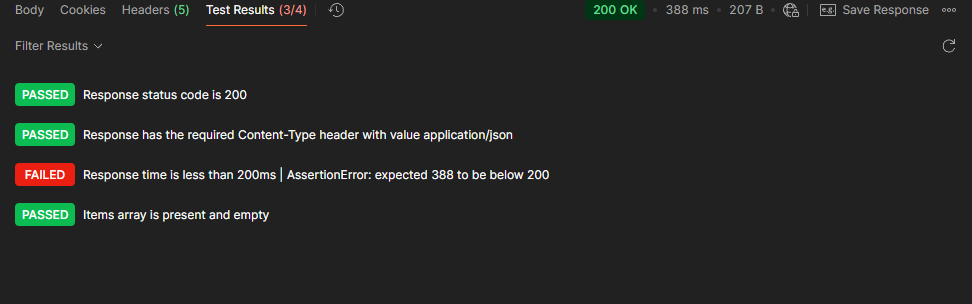 Body Cookies Headers (5) Test Results (3/4) 200 OK • 388 ms • 207 B e.g. Save Response
Filter Results
PASSED Response status code is 200
PASSED Response has the required Content-Type header with value application/json
FAILED Response time is less than 200ms | AssertionError: expected 388 to be below 200
PASSED Items array is present and empty